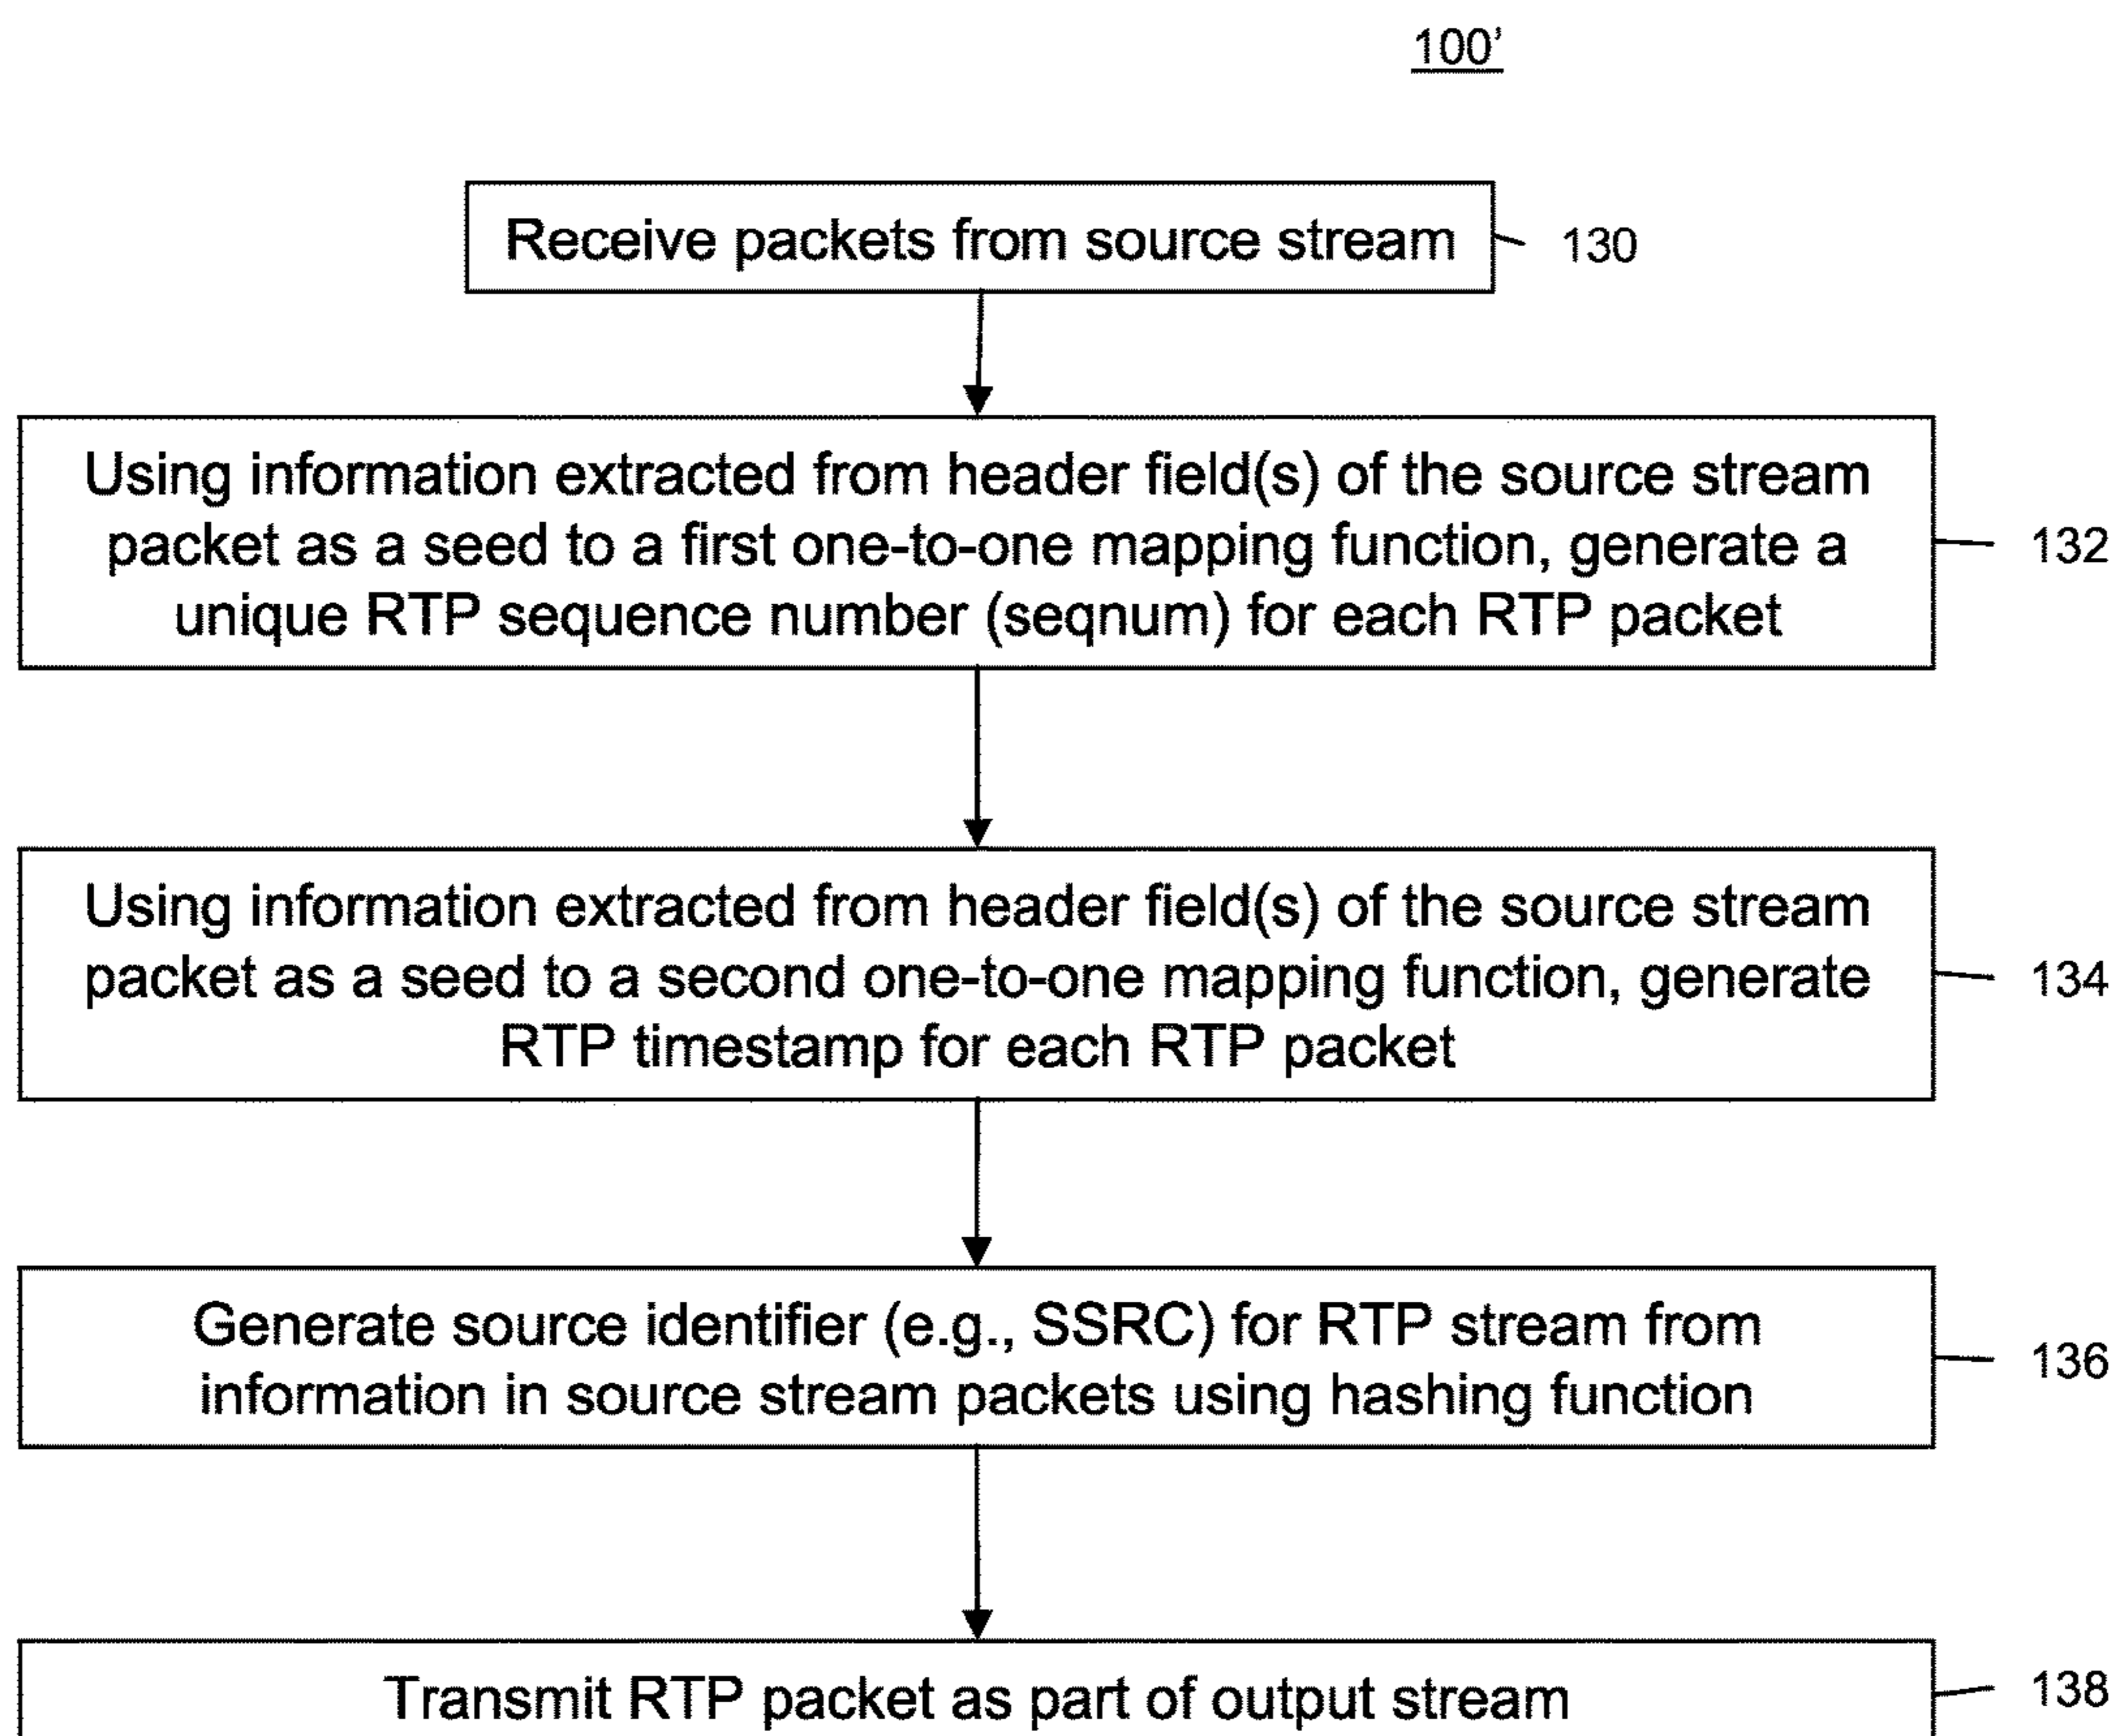 100'
Receive packets from source stream
130
Using information extracted from header field(s) of the source stream
packet as a seed to a first one-to-one mapping function, generate a
unique RTP sequence number (seqnum) for each RTP packet
132
Using information extracted from header field(s) of the source stream
packet as a seed to a second one-to-one mapping function, generate
RTP timestamp for each RTP packet
134
Generate source identifier (e.g., SSRC) for RTP stream from
information in source stream packets using hashing function
136
Transmit RTP packet as part of output stream
138